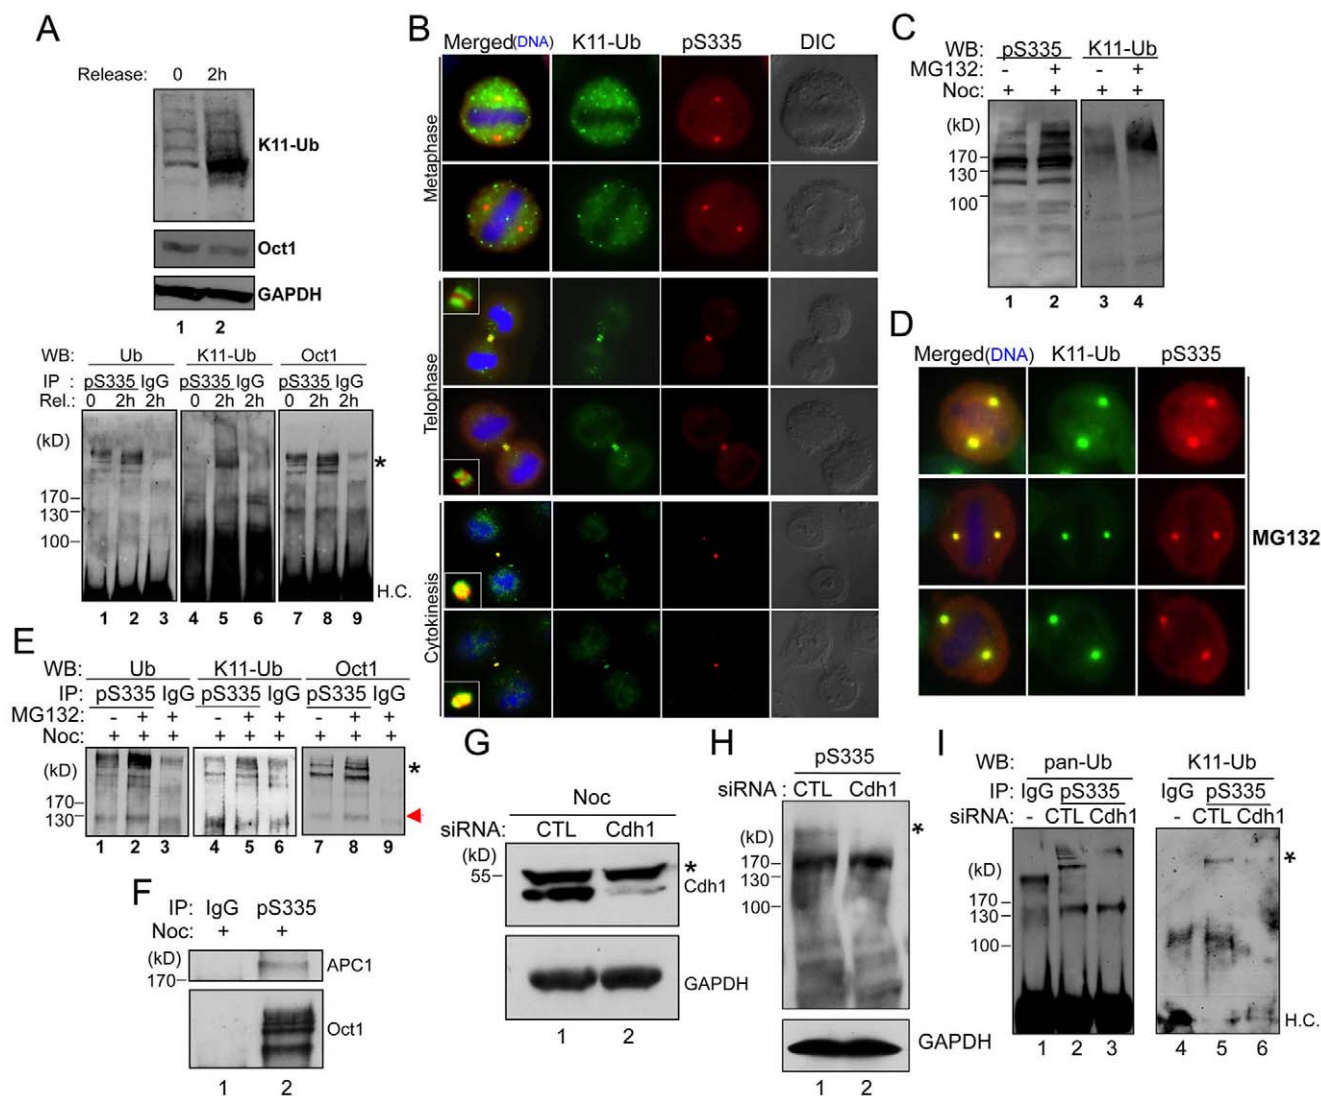 A
Release: 0 2h
K11-Ub
Oct1
GAPDH
1 2
WB: Ub K11-Ub Oct1
IP : pS335 IgG pS335 IgG pS335 IgG
Rel.: 0 2h 2h 0 2h 2h 0 2h 2h
(kD)
*
170
130
100
H.C.
1 2 3 4 5 6 7 8 9
B
Merged(DNA) K11-Ub pS335 DIC
Metaphase
Telophase
Cytokinesis
C
WB: pS335 K11-Ub
MG132: - + - +
Noc: + + + +
(kD)
170
130
100
1 2 3 4
D
Merged(DNA) K11-Ub pS335
MG132
E
WB: Ub K11-Ub Oct1
IP: pS335 IgG pS335 IgG pS335 IgG
MG132: - + + - + + - + +
Noc: + + + + + + + + +
(kD)
*
170
130
1 2 3 4 5 6 7 8 9
F
IP: IgG pS335
Noc: + +
(kD)
170
APC1
Oct1
1 2
G
Noc
siRNA: CTL Cdh1
(kD)
55
*
Cdh1
GAPDH
1 2
H
pS335
siRNA : CTL Cdh1
(kD)
*
170
130
100
GAPDH
1 2
I
WB: pan-Ub K11-Ub
IP: IgG pS335 IgG pS335
siRNA: - CTL Cdh1 - CTL Cdh1
(kD)
*
170
130
100
H.C.
1 2 3 4 5 6